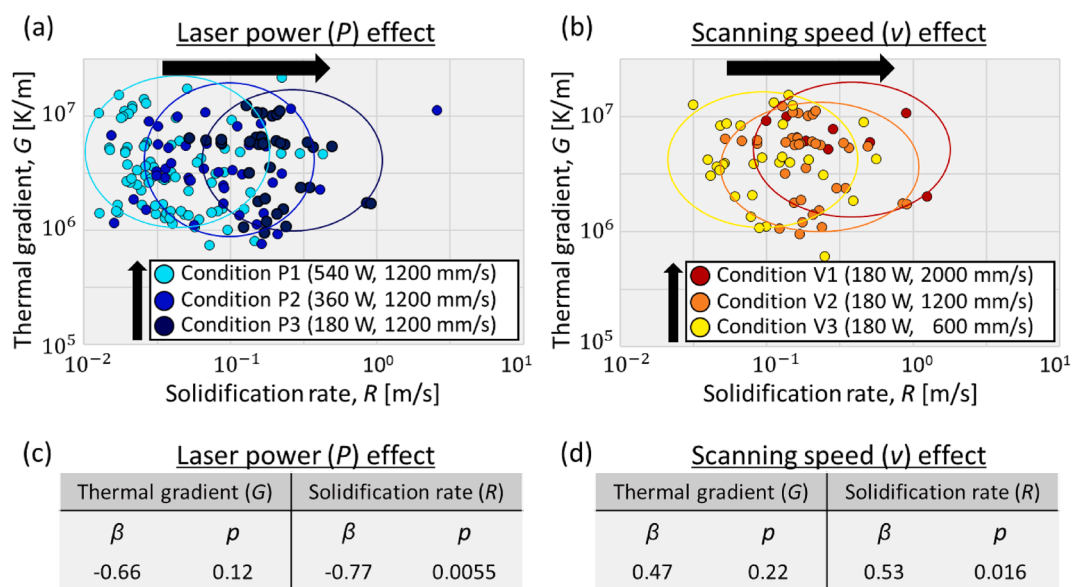 (a) Laser power (P) effect
Thermal gradient, G [K/m]
10⁷
10⁶
10⁵
Condition P1 (540 W, 1200 mm/s)
Condition P2 (360 W, 1200 mm/s)
Condition P3 (180 W, 1200 mm/s)
10⁻² 10⁻¹ 10⁰ 10¹
Solidification rate, R [m/s]
(b) Scanning speed (v) effect
Thermal gradient, G [K/m]
10⁷
10⁶
10⁵
Condition V1 (180 W, 2000 mm/s)
Condition V2 (180 W, 1200 mm/s)
Condition V3 (180 W, 600 mm/s)
10⁻² 10⁻¹ 10⁰ 10¹
Solidification rate, R [m/s]
(c) Laser power (P) effect
Thermal gradient (G) Solidification rate (R)
β p β p
-0.66 0.12 -0.77 0.0055
(d) Scanning speed (v) effect
Thermal gradient (G) Solidification rate (R)
β p β p
0.47 0.22 0.53 0.016